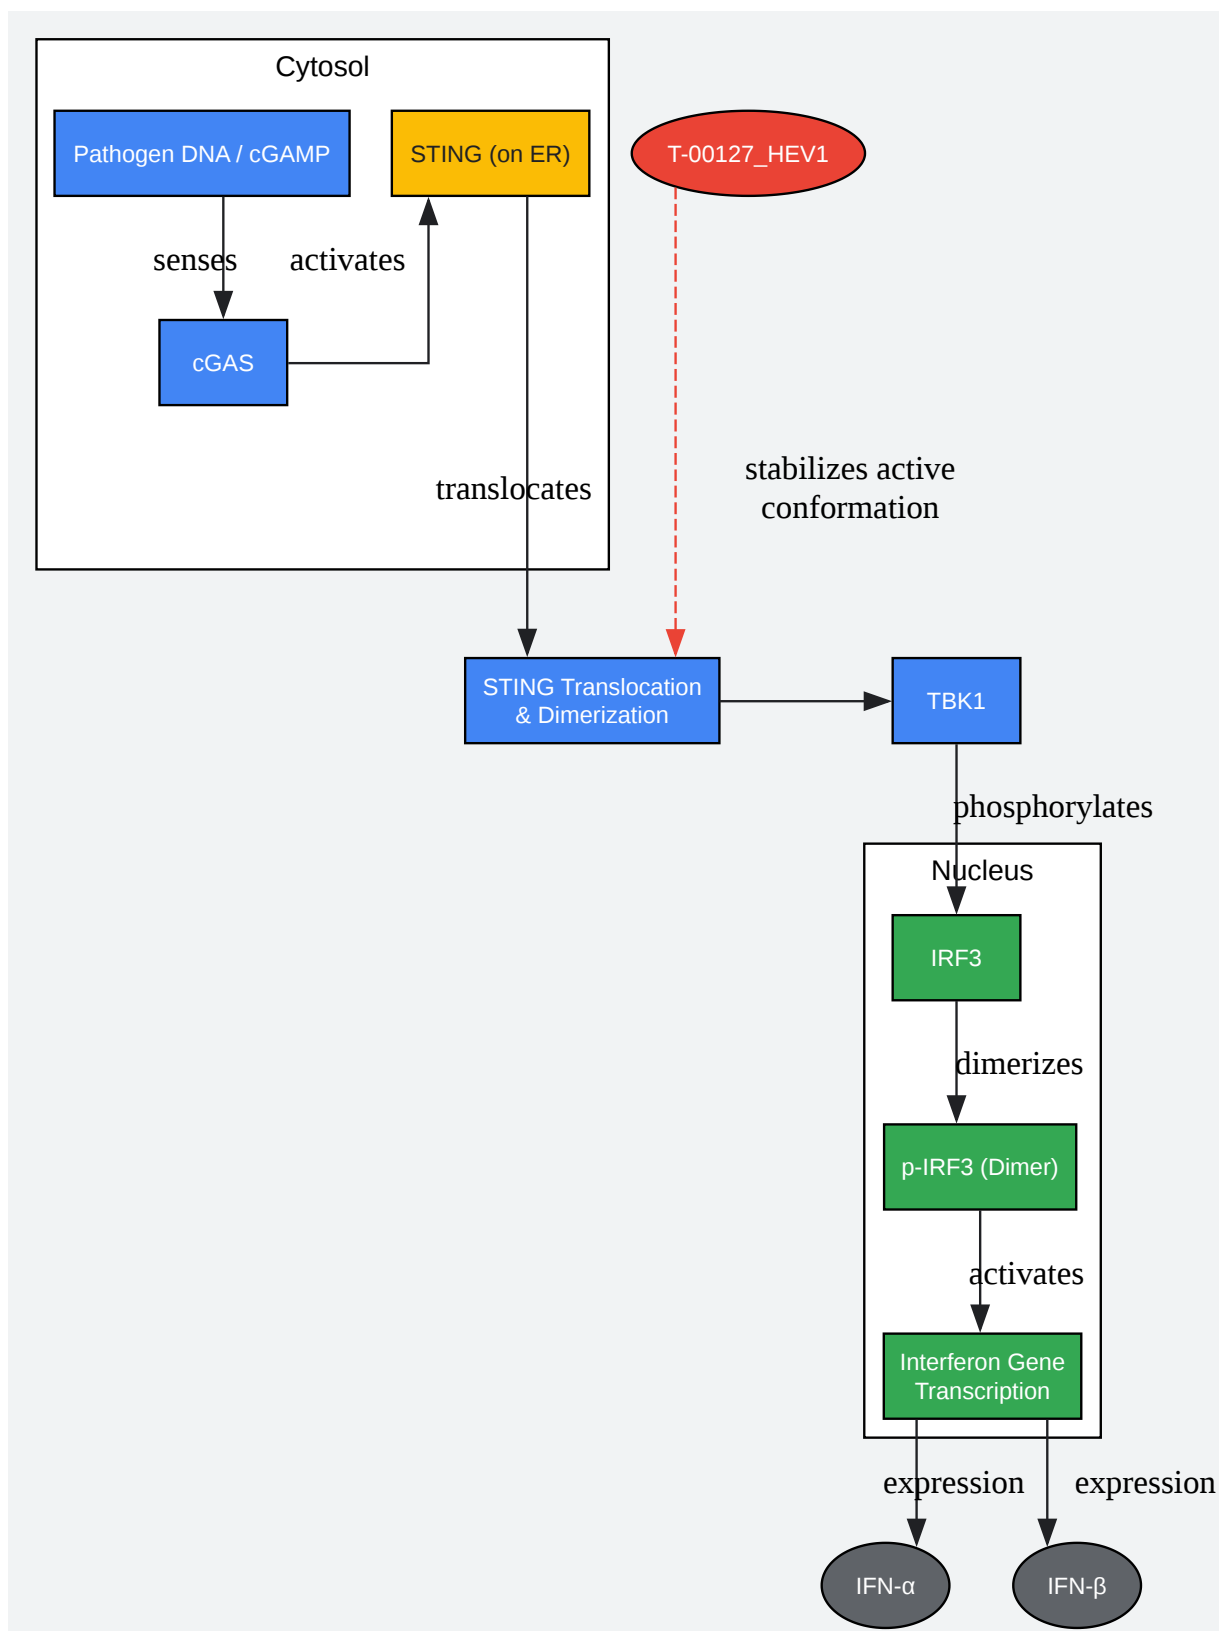 Cytosol
Pathogen DNA / cGAMP
STING (on ER)
T-00127_HEV1
senses
activates
cGAS
stabilizes active
conformation
translocates
STING Translocation
& Dimerization
TBK1
phosphorylates
Nucleus
IRF3
dimerizes
p-IRF3 (Dimer)
activates
Interferon Gene
Transcription
expression
expression
IFN-α
IFN-β